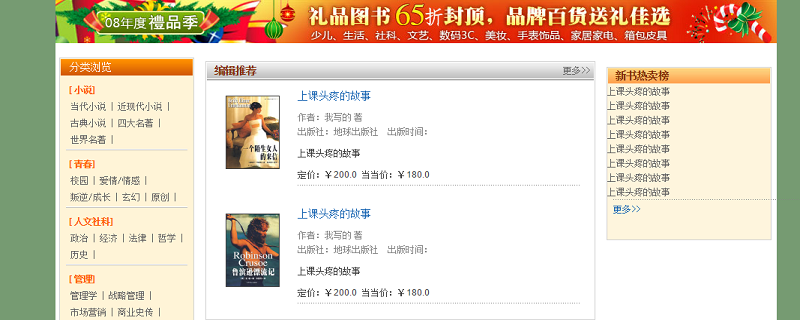 08年度禮品季
礼品图书65折封顶，品牌百货送礼佳选
少儿、生活、社科、文艺、数码3C、美妆、手表饰品、家居家电、箱包皮具
分类浏览
[ 小说]
当代小说 | 近现代小说 |
古典小说 | 四大名著 |
世界名著 |
[ 青春]
校园 | 爱情/情感 |
叛逆/成长 | 玄幻 | 原创 |
[ 人文社科]
政治 | 经济 | 法律 | 哲学 |
历史 |
[ 管理]
管理学 | 战略管理 |
市场营销 | 商业史传 |
编辑推荐
更多>>
一个陌生女人
的来信
上课头疼的故事
作者：我写的 著
出版社：地球出版社 出版时间：
上课头疼的故事
定价：￥200.0 当当价：￥180.0
Robinson
Crusoe
鲁滨逊漂流记
上课头疼的故事
作者：我写的 著
出版社：地球出版社 出版时间：
上课头疼的故事
定价：￥200.0 当当价：￥180.0
新书热卖榜
上课头疼的故事
上课头疼的故事
上课头疼的故事
上课头疼的故事
上课头疼的故事
上课头疼的故事
上课头疼的故事
上课头疼的故事
更多>>